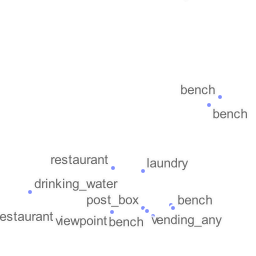 bench
bench
restaurant
laundry
drinking_water
post_box
bench
estaurant
viewpoint
bench
vending_any